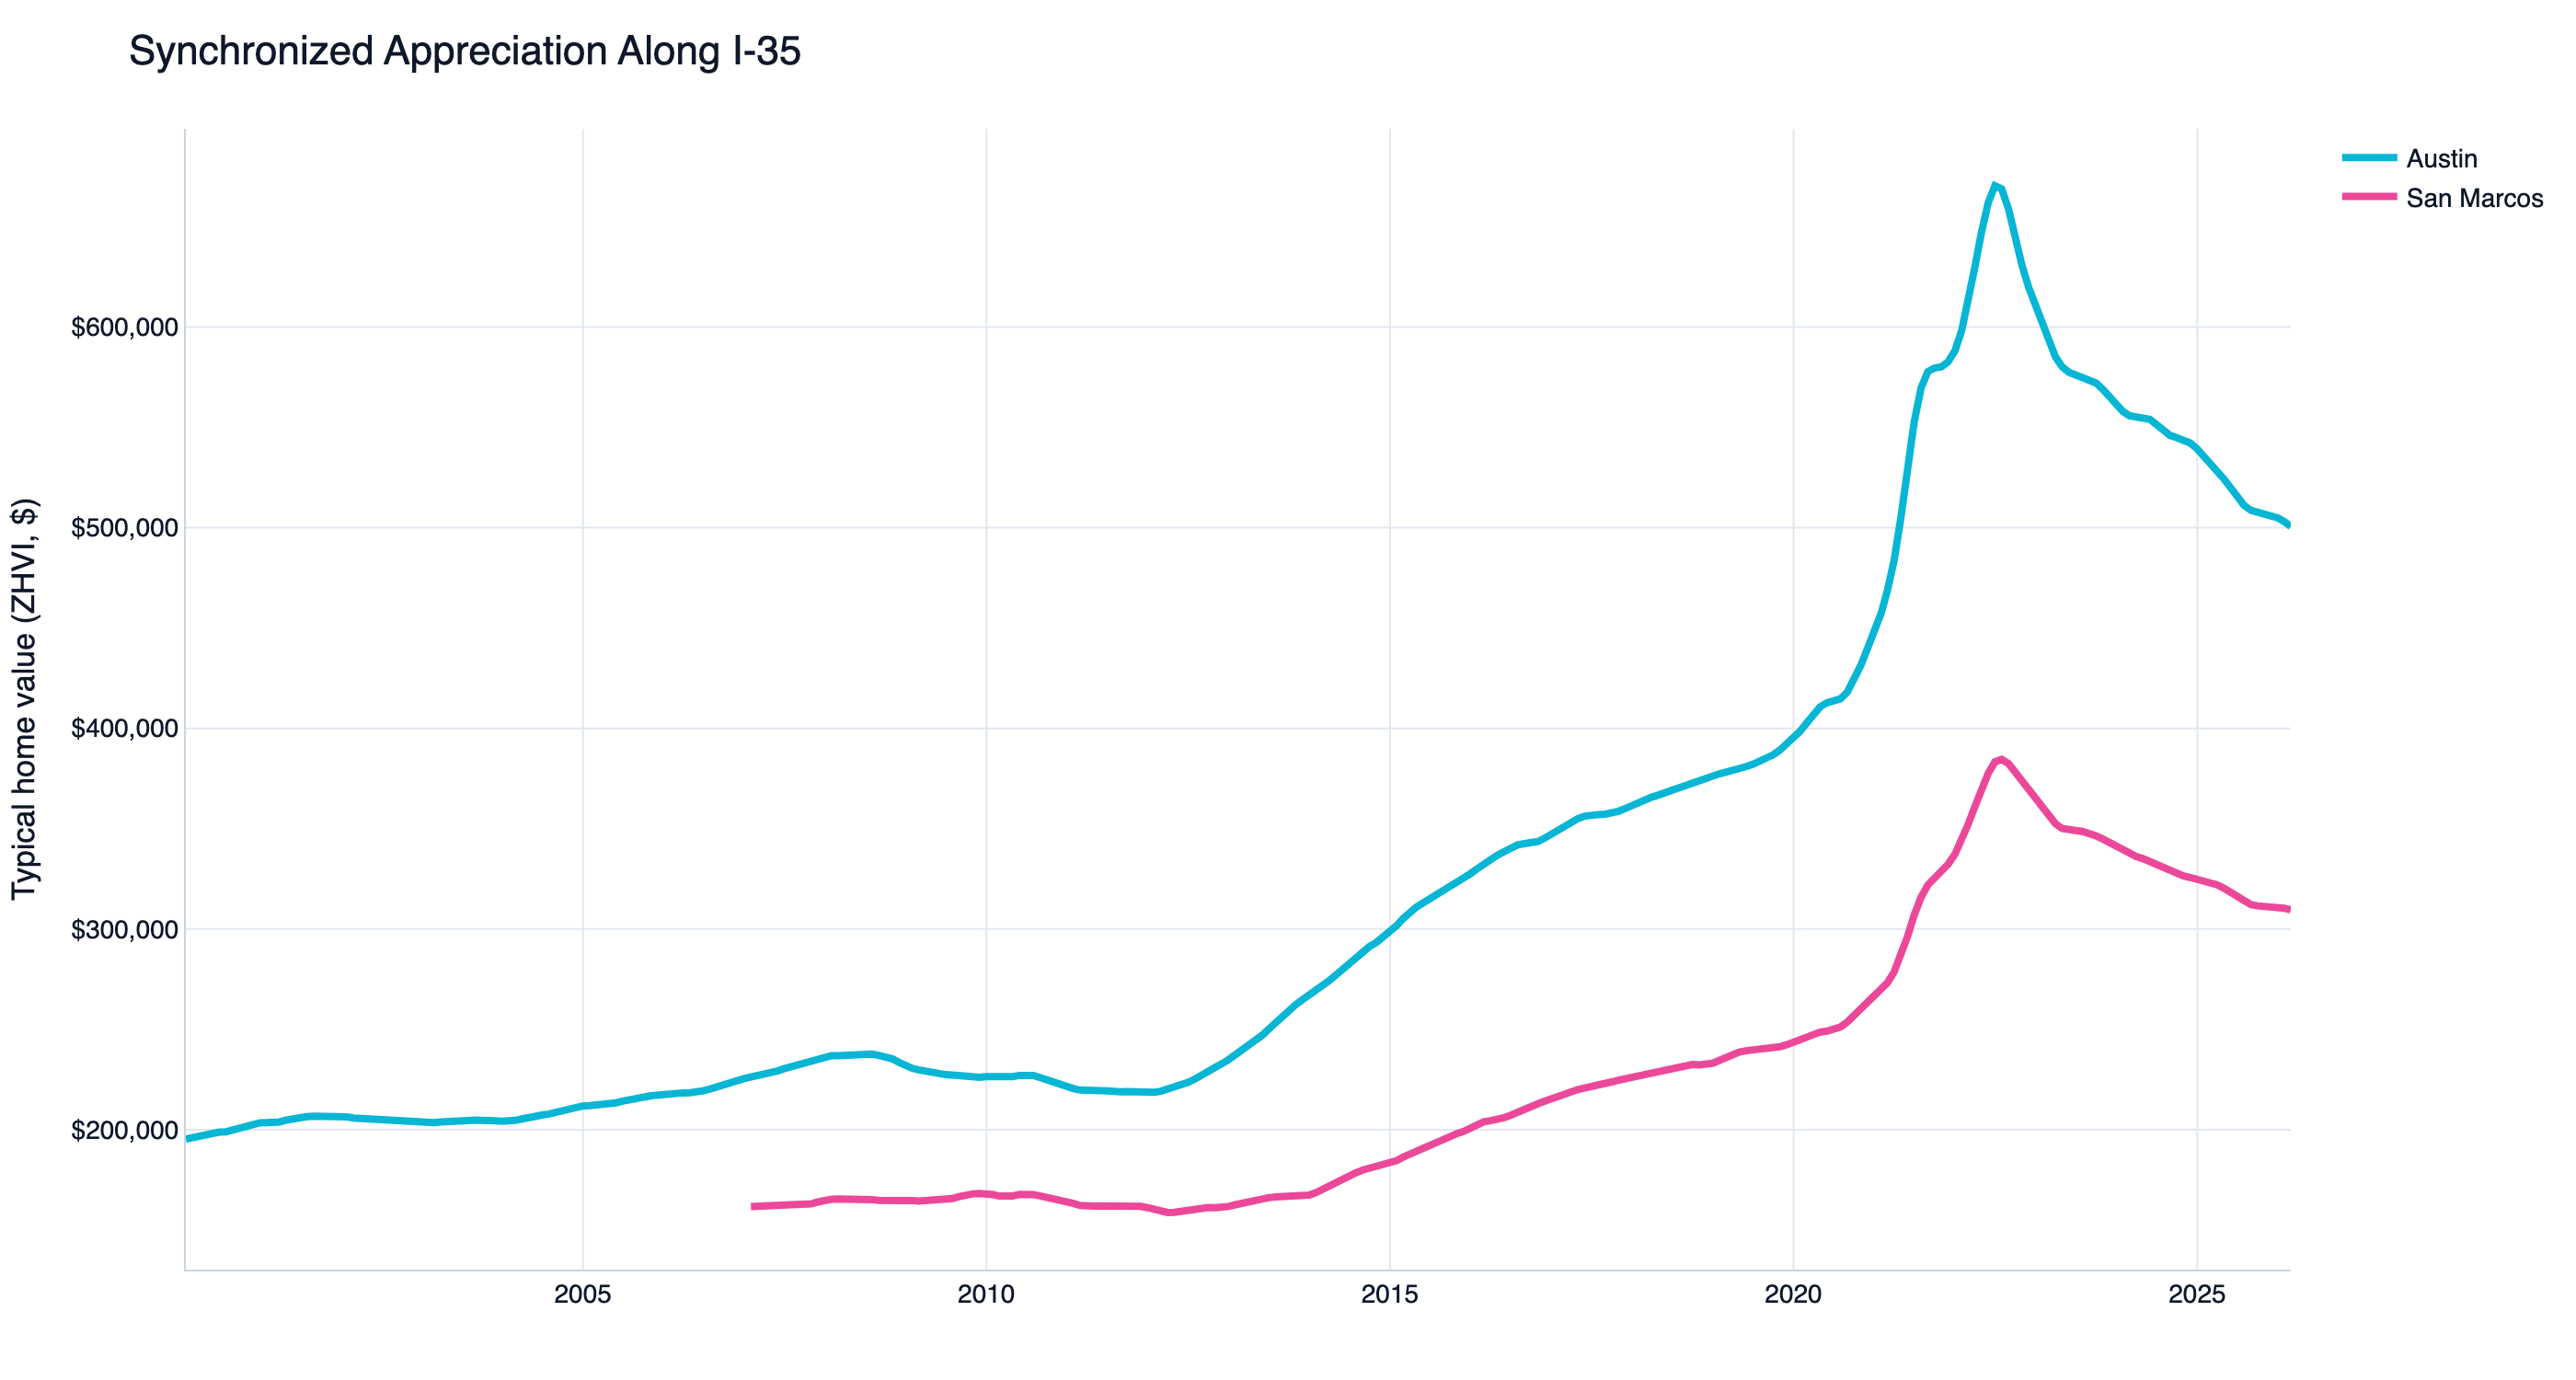 Synchronized Appreciation Along I-35
Austin
San Marcos
Typical home value (ZHVI, $)
$600,000
$500,000
$400,000
$300,000
$200,000
2005
2010
2015
2020
2025